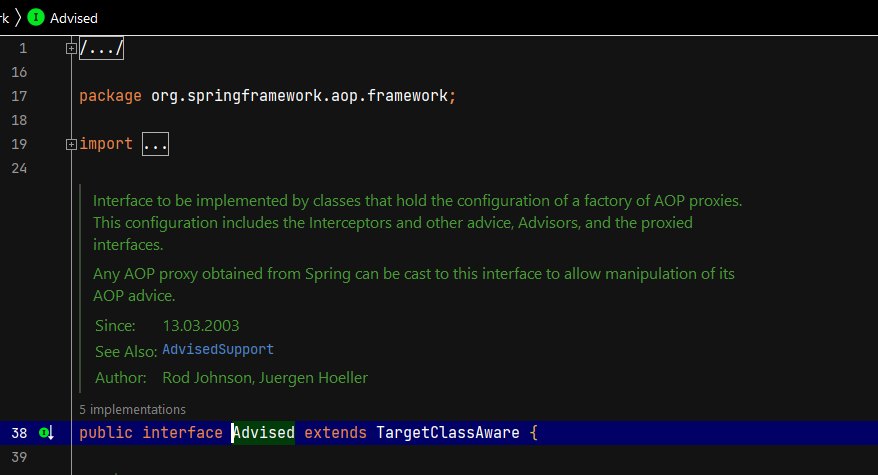 rk > I Advised
1 /.../
16
17 package org.springframework.aop.framework;
18
19 import ...
24
Interface to be implemented by classes that hold the configuration of a factory of AOP proxies.
This configuration includes the Interceptors and other advice, Advisors, and the proxied
interfaces.
Any AOP proxy obtained from Spring can be cast to this interface to allow manipulation of its
AOP advice.
Since: 13.03.2003
See Also: AdvisedSupport
Author: Rod Johnson, Juergen Hoeller
5 implementations
38 public interface Advised extends TargetClassAware {
39